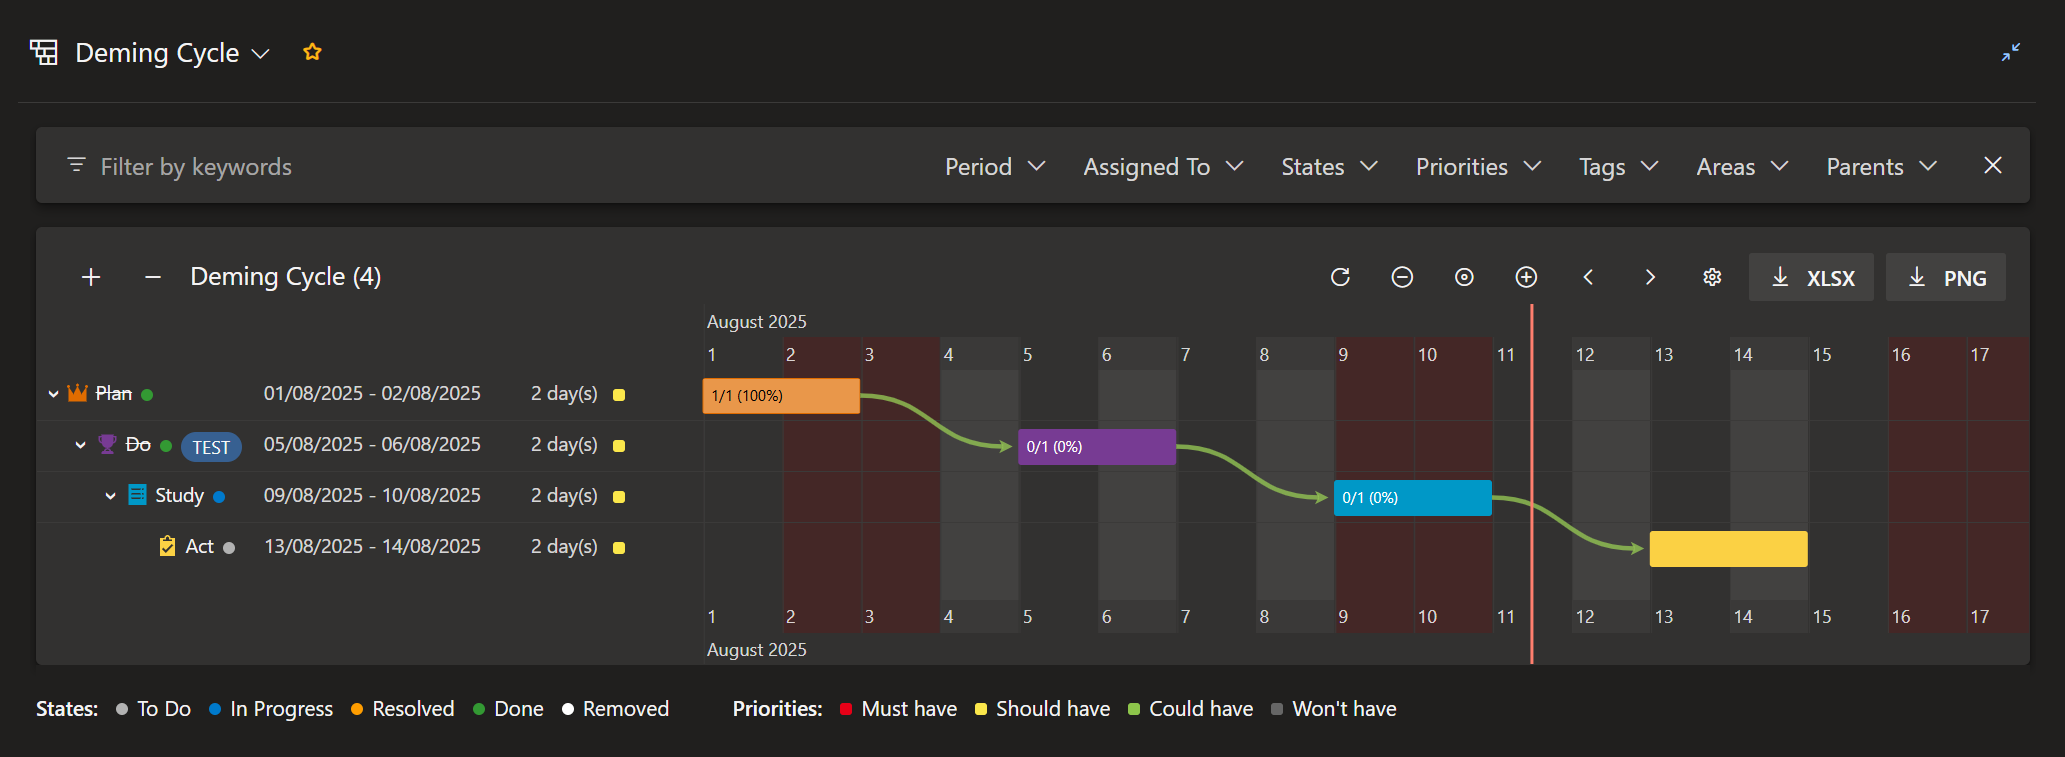 Deming Cycle
Filter by keywords Period Assigned To States Priorities Tags Areas Parents
Deming Cycle (4) XLSX PNG
August 2025
1 2 3 4 5 6 7 8 9 10 11 12 13 14 15 16 17
Plan 01/08/2025 - 02/08/2025 2 day(s) 1/1 (100%)
Do TEST 05/08/2025 - 06/08/2025 2 day(s) 0/1 (0%)
Study 09/08/2025 - 10/08/2025 2 day(s) 0/1 (0%)
Act 13/08/2025 - 14/08/2025 2 day(s)
1 2 3 4 5 6 7 8 9 10 11 12 13 14 15 16 17
August 2025
States: To Do In Progress Resolved Done Removed Priorities: Must have Should have Could have Won't have